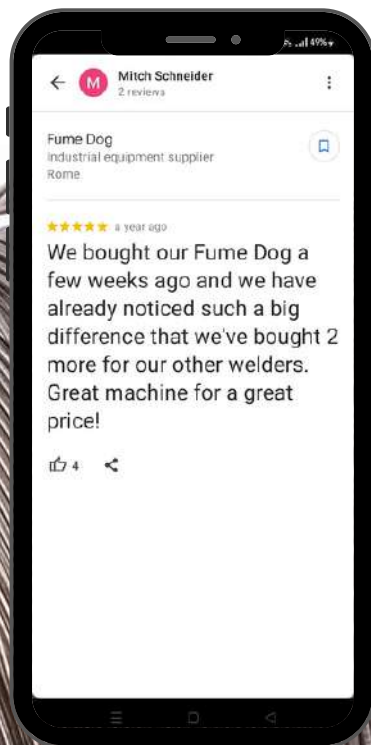 49%
Mitch Schneider
M
2 reviews
Fume Dog
Industrial equipment supplier
Rome
a year ago
We bought our Fume Dog a
few weeks ago and we have
already noticed such a big
difference that we've bought 2
more for our other welders.
Great machine for a great
price!
4